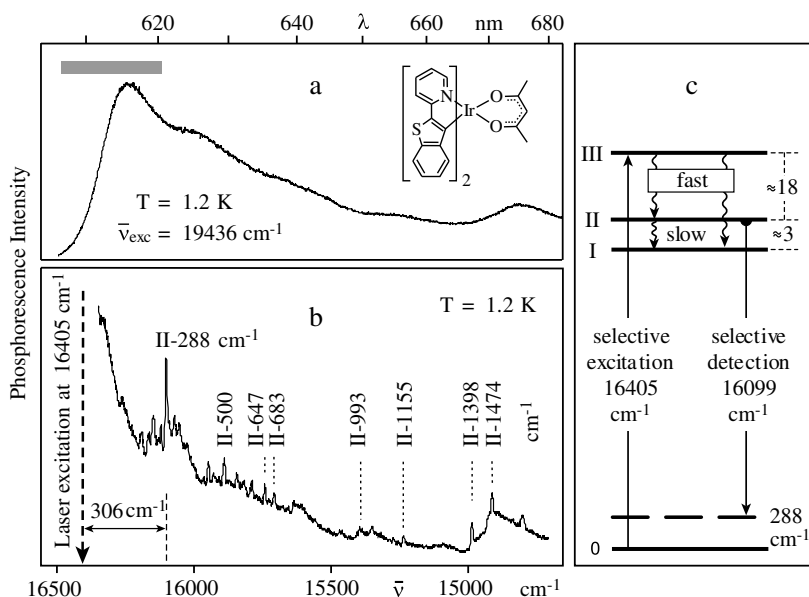 620 640 λ 660 nm 680
a
N
Ir
O
O
S
2
T = 1.2 K
ν̄exc = 19436 cm-1
Phosphorescence Intensity
b
T = 1.2 K
Laser excitation at 16405 cm-1
II-288 cm-1
II-500
II-647
II-683
II-993
II-1155
II-1398
II-1474
cm-1
306 cm-1
16500 16000 15500 ν̄ 15000 cm-1
c
III
fast
≈18
II
slow
≈3
I
selective
excitation
16405
cm-1
selective
detection
16099
cm-1
288
cm-1
0